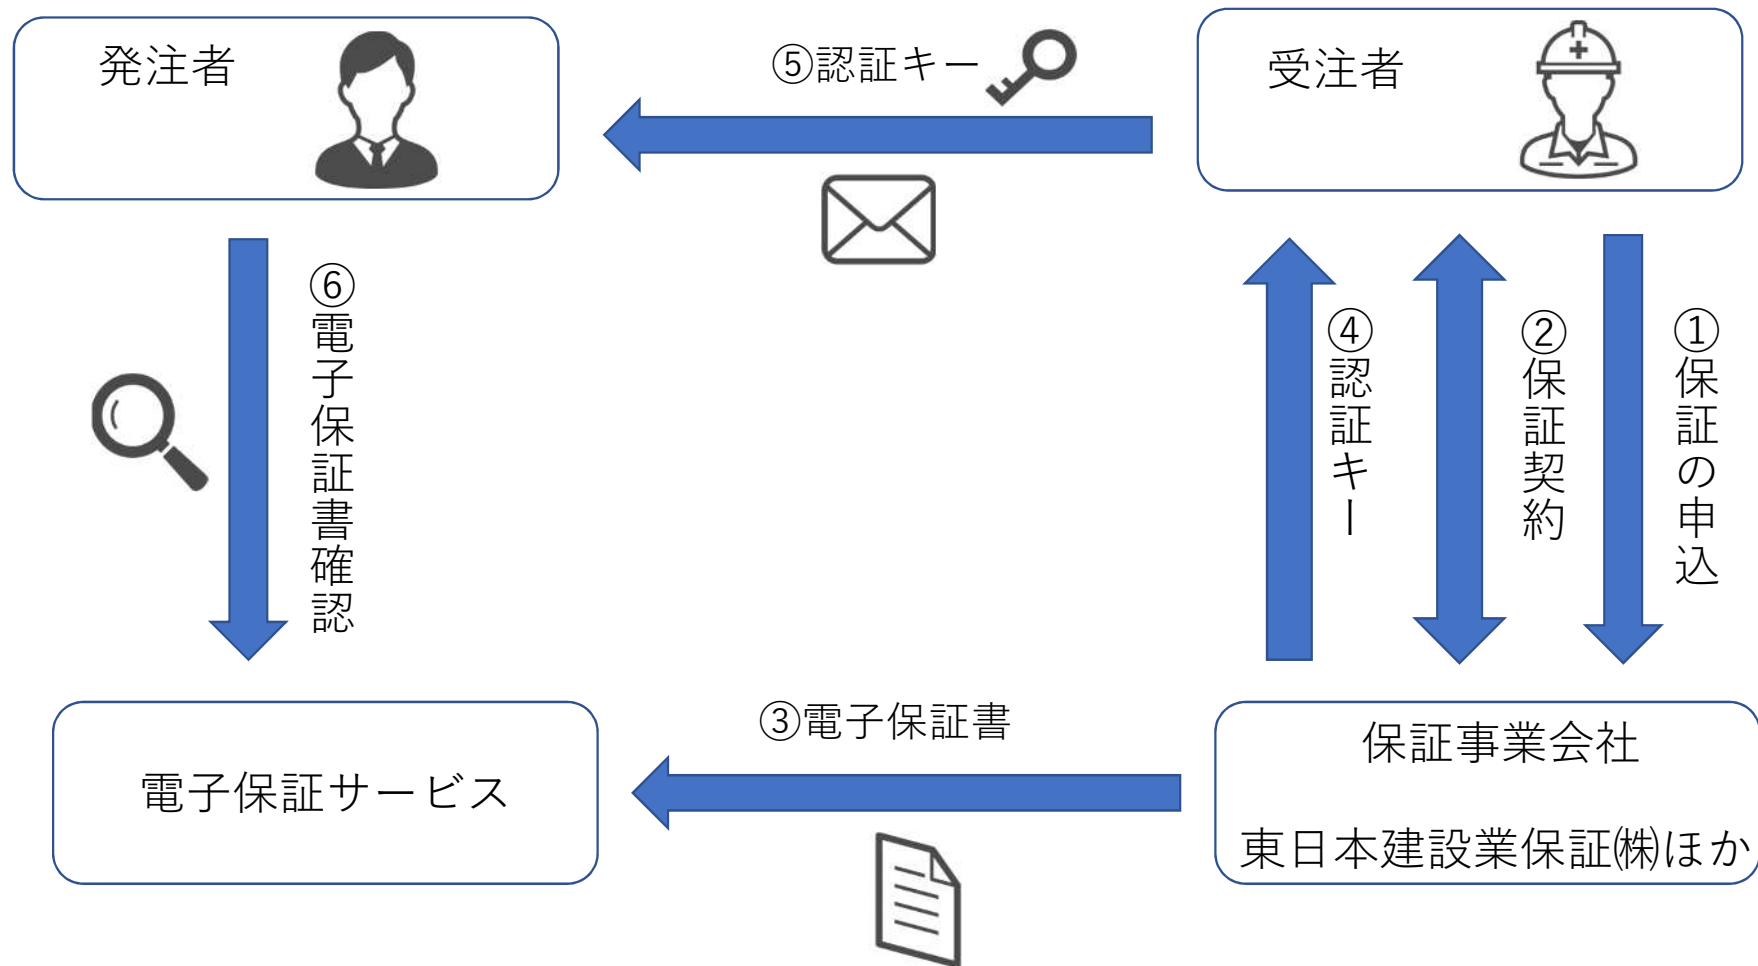 発注者
⑤認証キー
受注者
⑥電子保証書確認
④認証キー
②保証契約
①保証の申込
③電子保証書
電子保証サービス
保証事業会社
東日本建設業保証㈱ほか